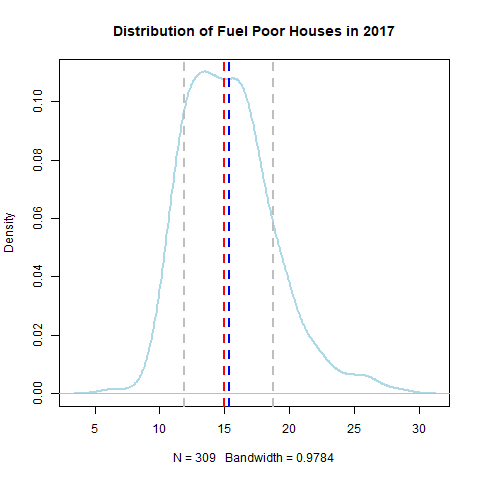 Distribution of Fuel Poor Houses in 2017
Density
0.10
0.08
0.06
0.04
0.02
0.00
5 10 15 20 25 30
N = 309 Bandwidth = 0.9784